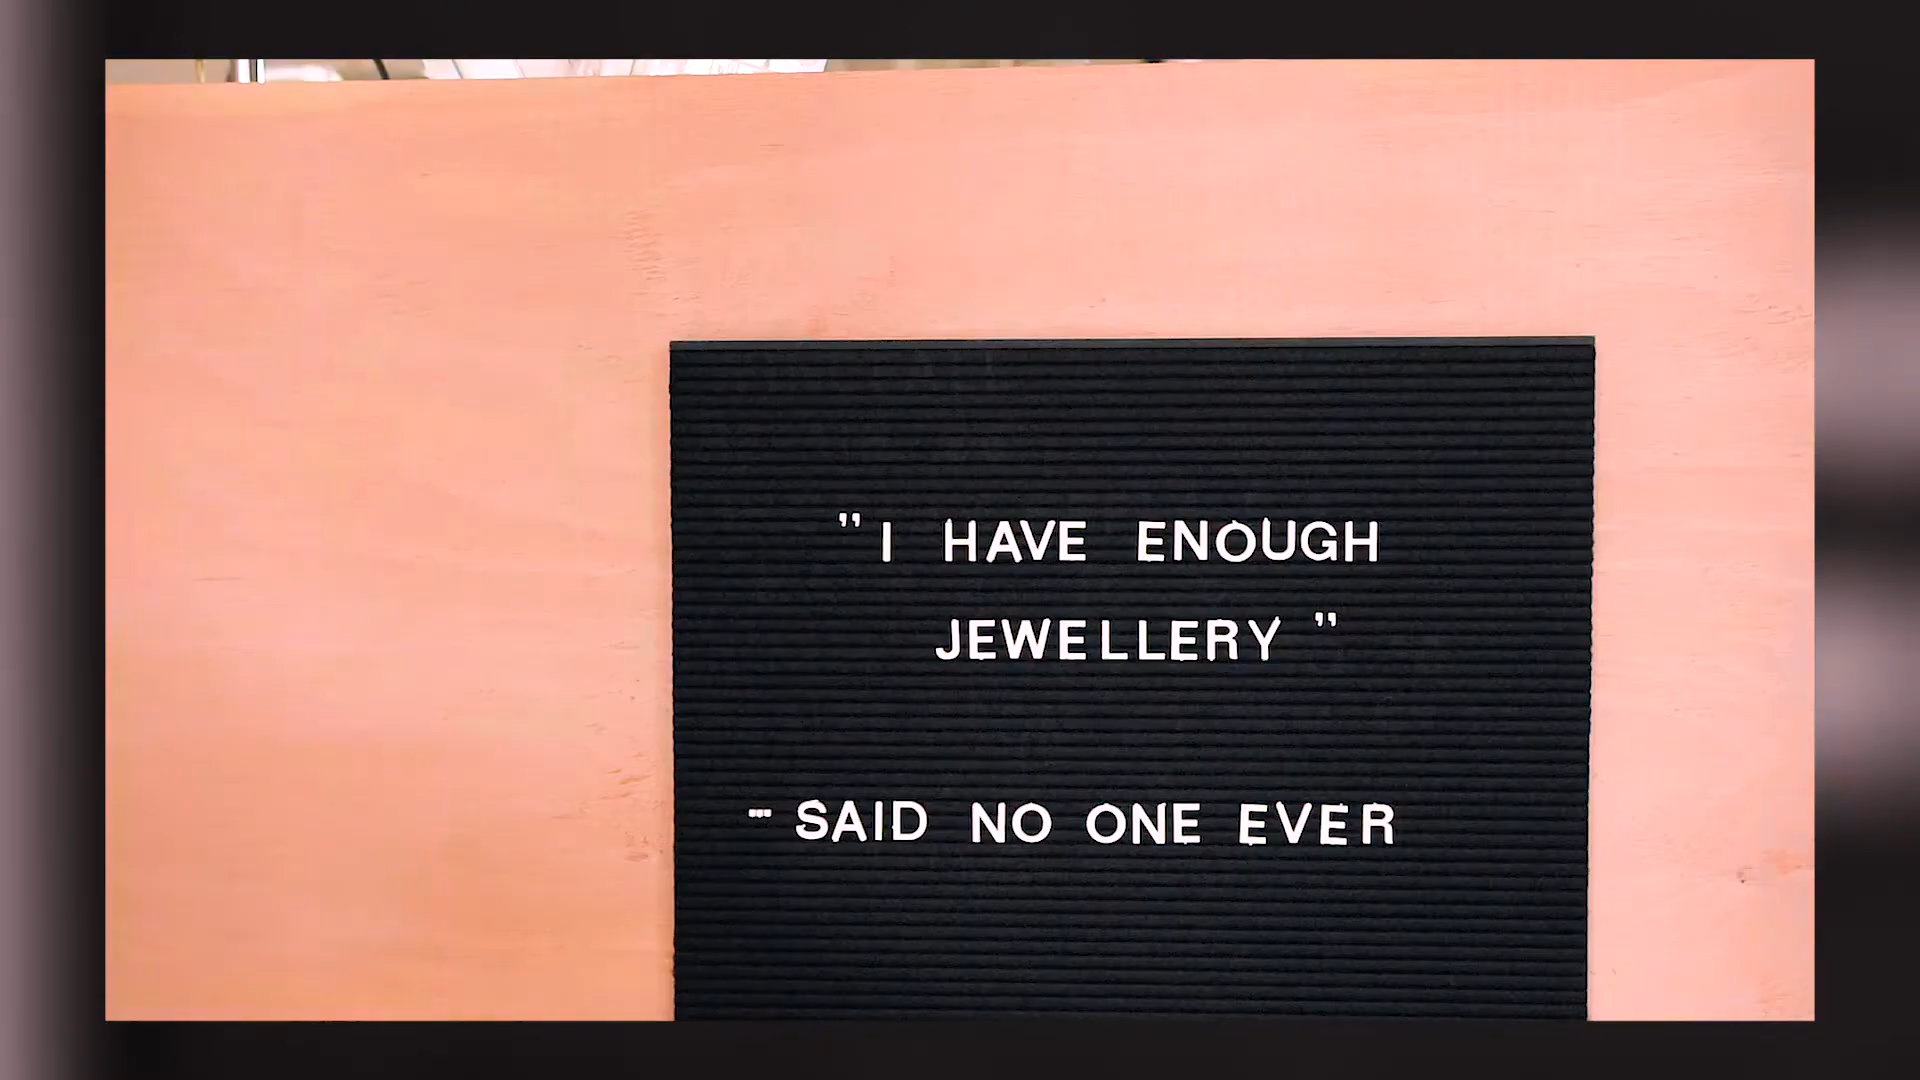 "I HAVE ENOUGH
JEWELLERY"
--- SAID NO ONE EVER